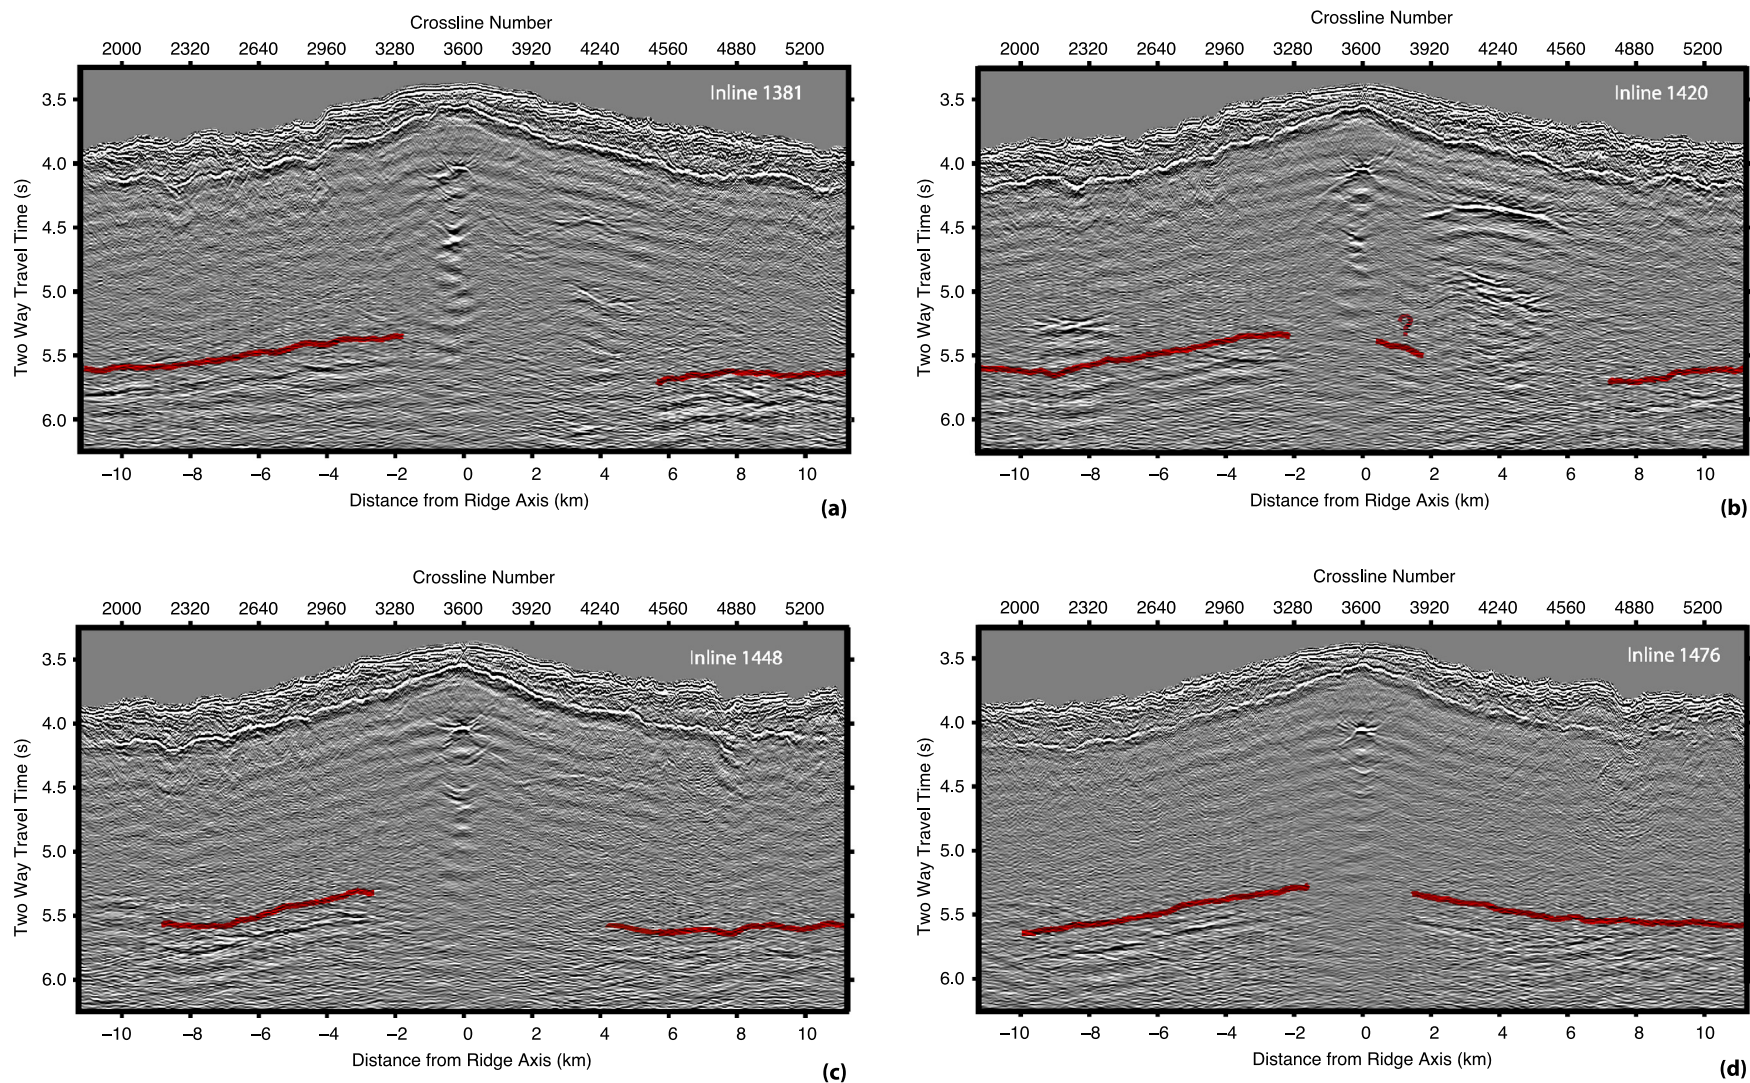 Crossline Number
2000 2320 2640 2960 3280 3600 3920 4240 4560 4880 5200
Inline 1381
3.5
4.0
4.5
5.0
5.5
6.0
Two Way Travel Time (s)
−10 −8 −6 −4 −2 0 2 4 6 8 10
Distance from Ridge Axis (km)
(a)
Crossline Number
2000 2320 2640 2960 3280 3600 3920 4240 4560 4880 5200
Inline 1420
3.5
4.0
4.5
5.0
5.5
6.0
Two Way Travel Time (s)
?
−10 −8 −6 −4 −2 0 2 4 6 8 10
Distance from Ridge Axis (km)
(b)
Crossline Number
2000 2320 2640 2960 3280 3600 3920 4240 4560 4880 5200
Inline 1448
3.5
4.0
4.5
5.0
5.5
6.0
Two Way Travel Time (s)
−10 −8 −6 −4 −2 0 2 4 6 8 10
Distance from Ridge Axis (km)
(c)
Crossline Number
2000 2320 2640 2960 3280 3600 3920 4240 4560 4880 5200
Inline 1476
3.5
4.0
4.5
5.0
5.5
6.0
Two Way Travel Time (s)
−10 −8 −6 −4 −2 0 2 4 6 8 10
Distance from Ridge Axis (km)
(d)